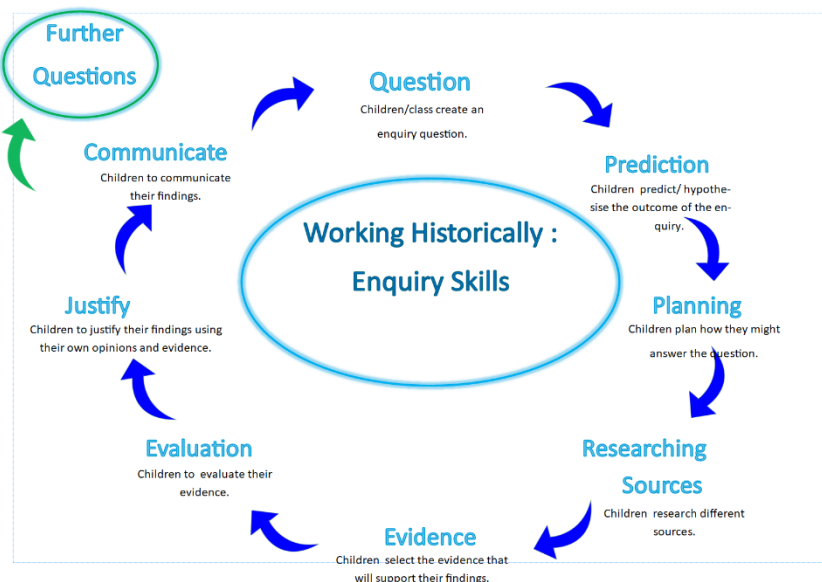 Further
Questions
Question
Children/class create an
enquiry question.
Prediction
Children predict/ hypothe-
sise the outcome of the en-
quiry.
Planning
Children plan how they might
answer the question.
Researching
Sources
Children research different
sources.
Evidence
Children select the evidence that
will support their findings.
Evaluation
Children to evaluate their
evidence.
Justify
Children to justify their findings using
their own opinions and evidence.
Communicate
Children to communicate
their findings.
Working Historically :
Enquiry Skills